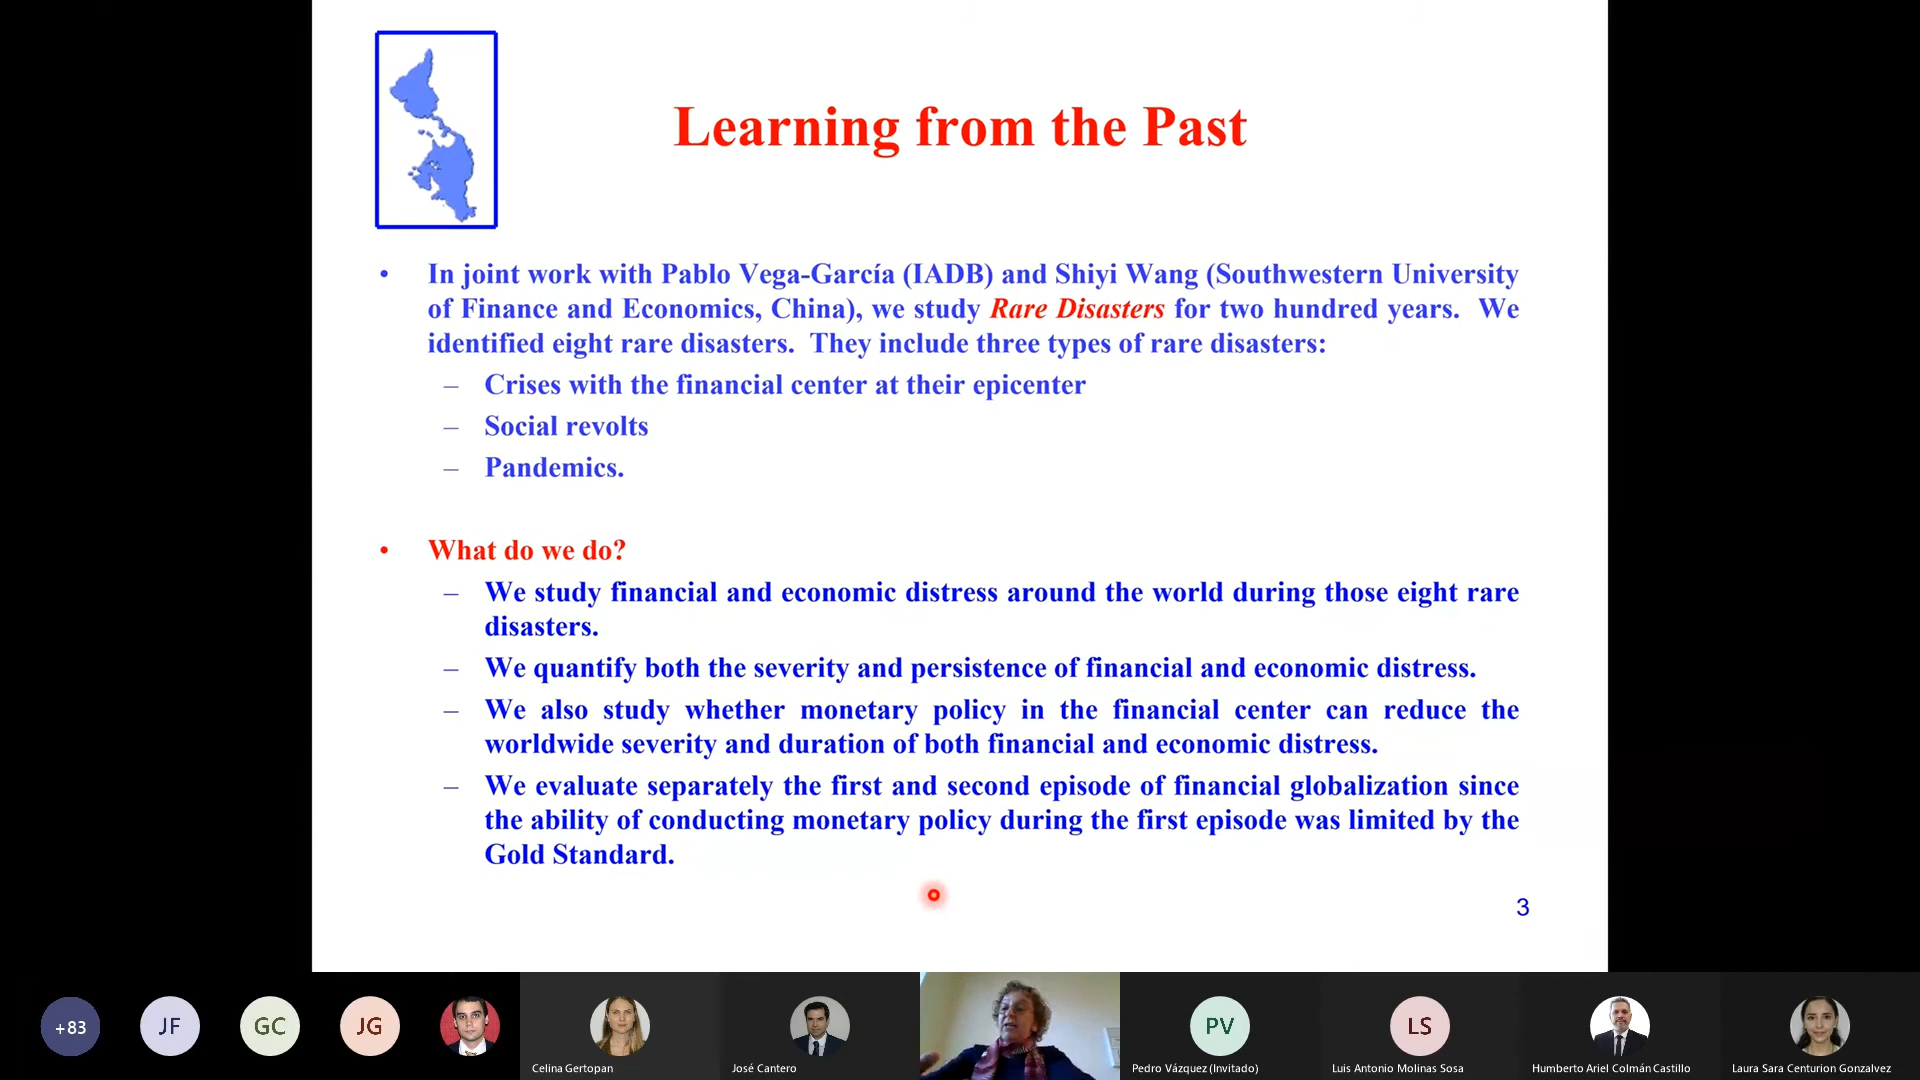 Learning from the Past
• In joint work with Pablo Vega-García (IADB) and Shiyi Wang (Southwestern University
of Finance and Economics, China), we study Rare Disasters for two hundred years. We
identified eight rare disasters. They include three types of rare disasters:
– Crises with the financial center at their epicenter
– Social revolts
– Pandemics.
• What do we do?
– We study financial and economic distress around the world during those eight rare
disasters.
– We quantify both the severity and persistence of financial and economic distress.
– We also study whether monetary policy in the financial center can reduce the
worldwide severity and duration of both financial and economic distress.
– We evaluate separately the first and second episode of financial globalization since
the ability of conducting monetary policy during the first episode was limited by the
Gold Standard.
3
+83
JF
GC
JG
Celina Gertopan
José Cantero
PV
Pedro Vázquez (Invitado)
LS
Luis Antonio Molinas Sosa
Humberto Ariel Colmán Castillo
Laura Sara Centurion Gonzalvez